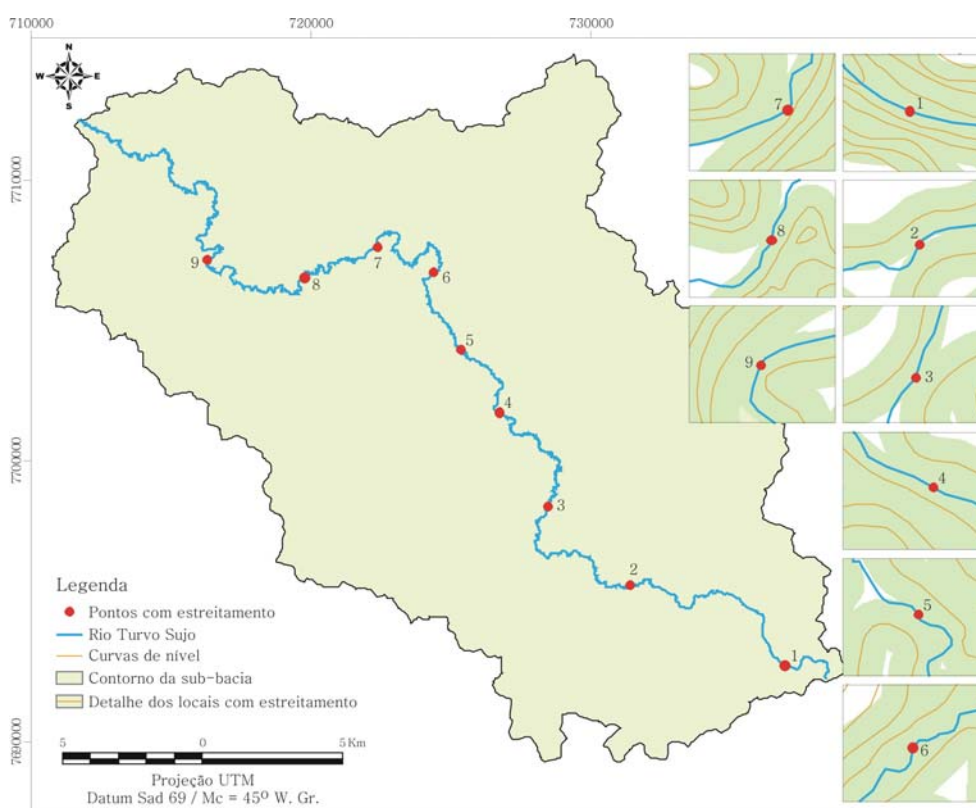 710000
720000
730000
N
W
E
S
7710000
7700000
7690000
7
1
8
2
9
3
4
5
6
9
8
7
6
5
4
3
2
1
Legenda
Pontos com estreitamento
Rio Turvo Sujo
Curvas de nível
Contorno da sub-bacia
Detalhe dos locais com estreitamento
5 0 5 Km
Projeção UTM
Datum Sad 69 / Mc = 45º W. Gr.